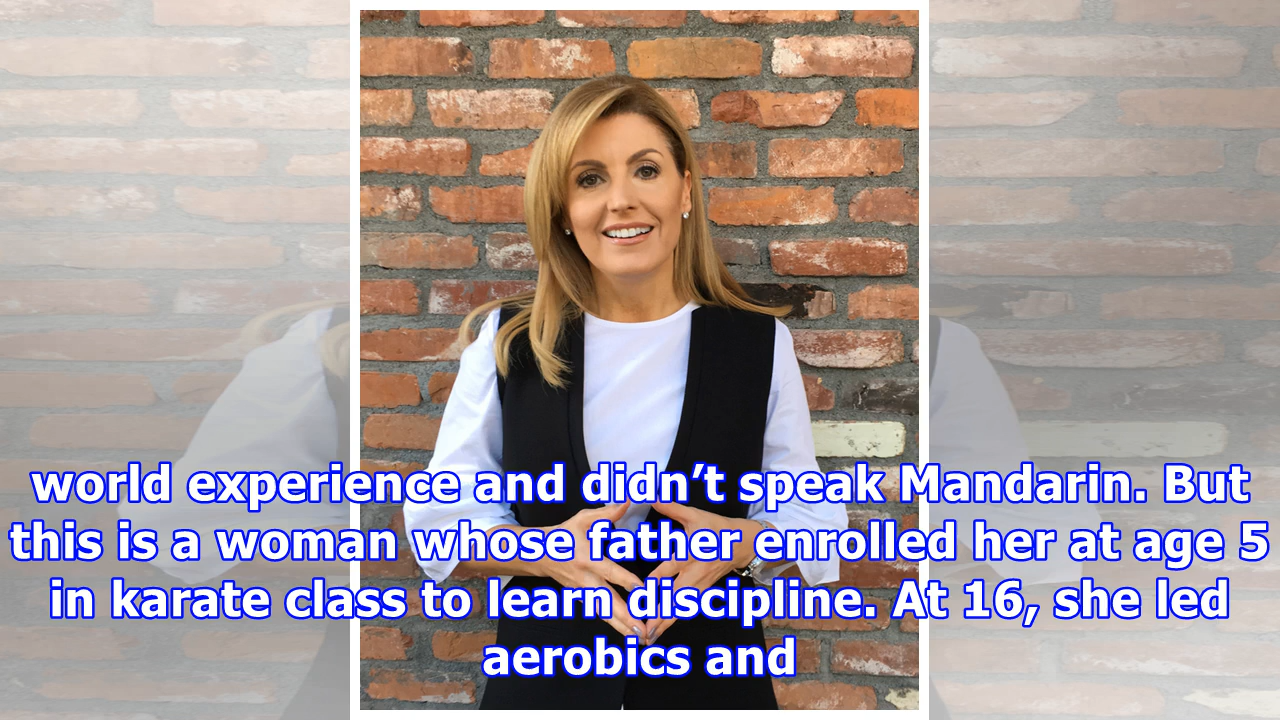 world experience and didn’t speak Mandarin. But
this is a woman whose father enrolled her at age 5
in karate class to learn discipline. At 16, she led
aerobics and